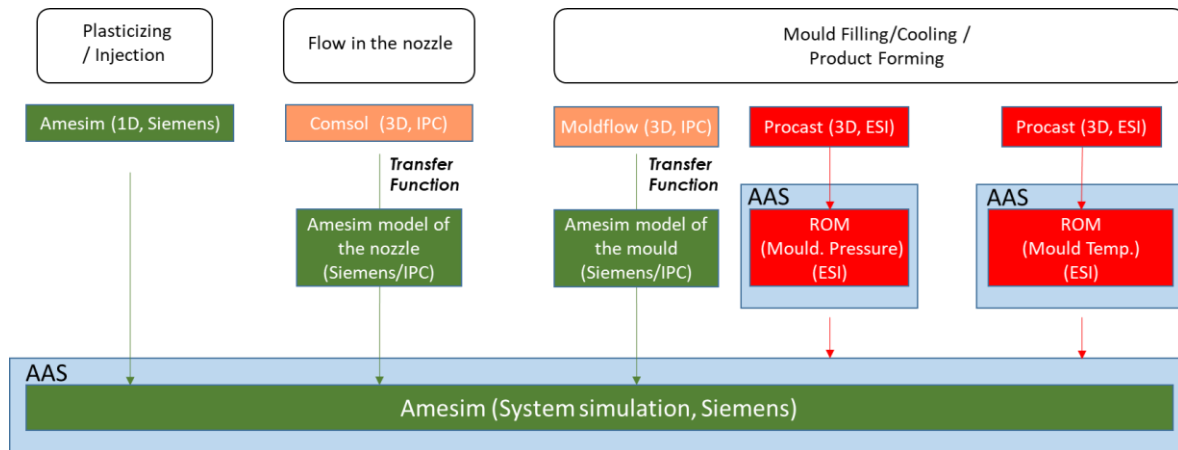 Plasticizing
/ Injection
Flow in the nozzle
Mould Filling/Cooling /
Product Forming
Amesim (1D, Siemens)
Comsol (3D, IPC)
Moldflow (3D, IPC)
Procast (3D, ESI)
Procast (3D, ESI)
Transfer
Function
Transfer
Function
Amesim model of
the nozzle
(Siemens/IPC)
Amesim model of
the mould
(Siemens/IPC)
AAS
ROM
(Mould. Pressure)
(ESI)
AAS
ROM
(Mould Temp.)
(ESI)
AAS
Amesim (System simulation, Siemens)